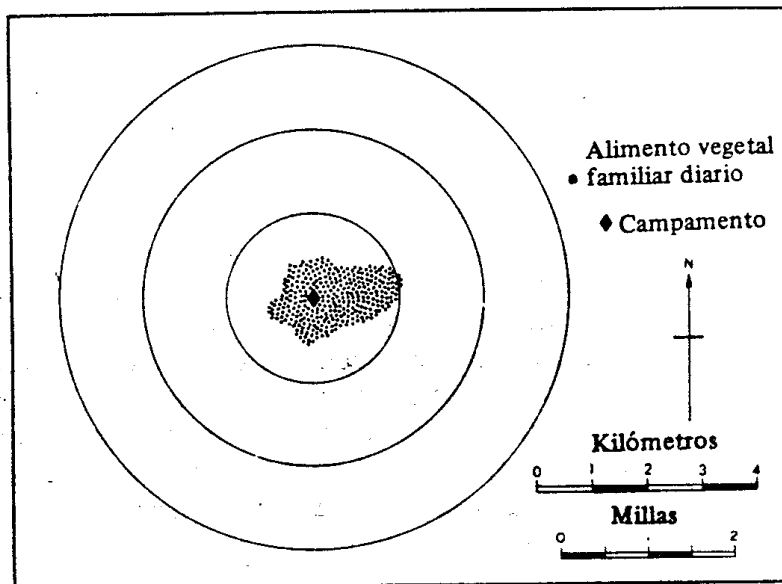 Alimento vegetal
familiar diario
Campamento
N
Kilómetros
0 1 2 3 4
Millas
0 2